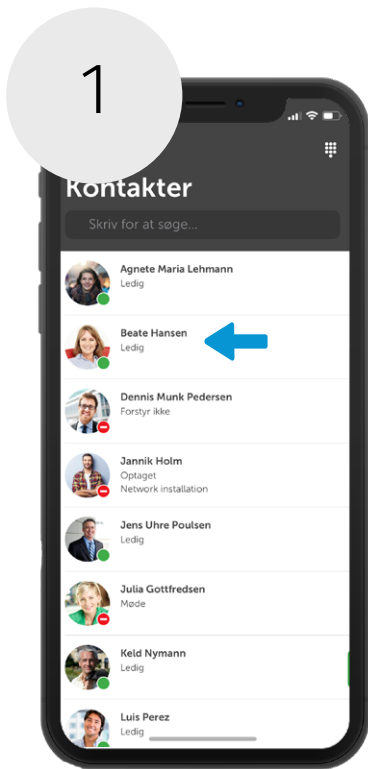 1
Kontakter
Skriv for at søge...
Agnete Maria Lehmann
Ledig
Beate Hansen
Ledig
Dennis Munk Pedersen
Forstyr ikke
Jannik Holm
Optaget
Network installation
Jens Uhre Poulsen
Ledig
Julia Gottfredsen
Møde
Keld Nymann
Ledig
Luis Perez
Ledig